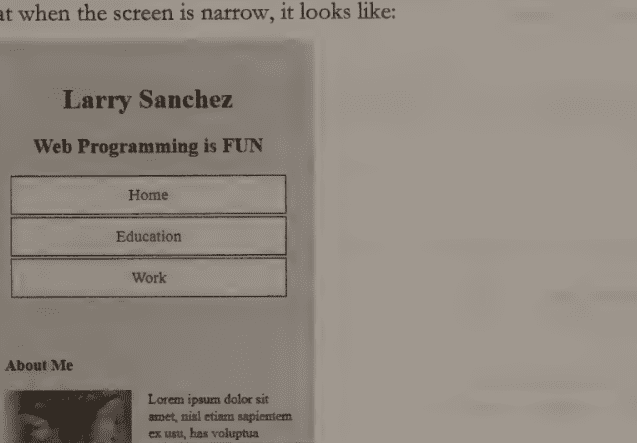 at when the screen is narrow, it looks like:
Larry Sanchez
Web Programming is FUN
Home
Education
Work
About Me
Lorem ipsum dolor sit
amet, nisl etiam sapientem
ex usu, has voluptua